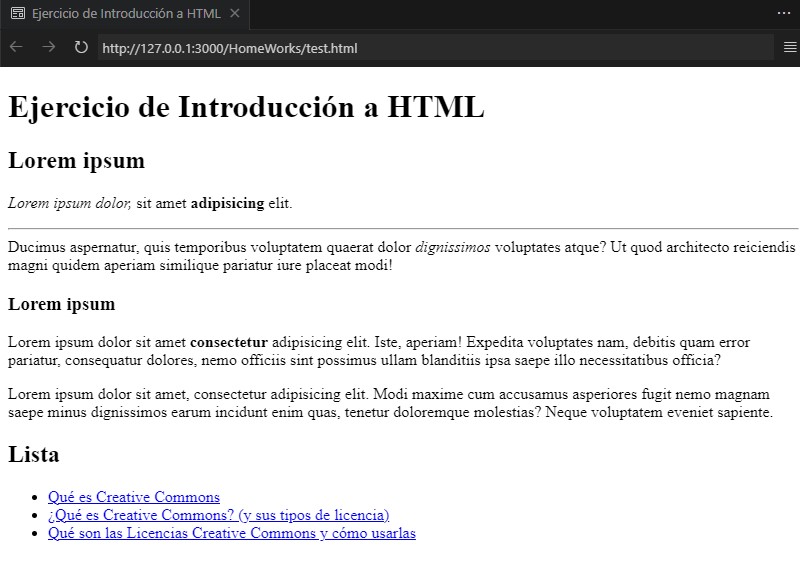 Ejercicio de Introducción a HTML
http://127.0.0.1:3000/HomeWorks/test.html
Ejercicio de Introducción a HTML
Lorem ipsum
Lorem ipsum dolor, sit amet adipisicing elit.
Ducimus aspernatur, quis temporibus voluptatem quaerat dolor dignissimos voluptates atque? Ut quod architecto reiciendis
magni quidem aperiam similique pariatur iure placeat modi!
Lorem ipsum
Lorem ipsum dolor sit amet consectetur adipisicing elit. Iste, aperiam! Expedita voluptates nam, debitis quam error
pariatur, consequatur dolores, nemo officiis sint possimus ullam blanditiis ipsa saepe illo necessitatibus officia?
Lorem ipsum dolor sit amet, consectetur adipisicing elit. Modi maxime cum accusamus asperiores fugit nemo magnam
saepe minus dignissimos earum incidunt enim quas, tenetur doloremque molestias? Neque voluptatem eveniet sapiente.
Lista
Qué es Creative Commons
¿Qué es Creative Commons? (y sus tipos de licencia)
Qué son las Licencias Creative Commons y cómo usarlas